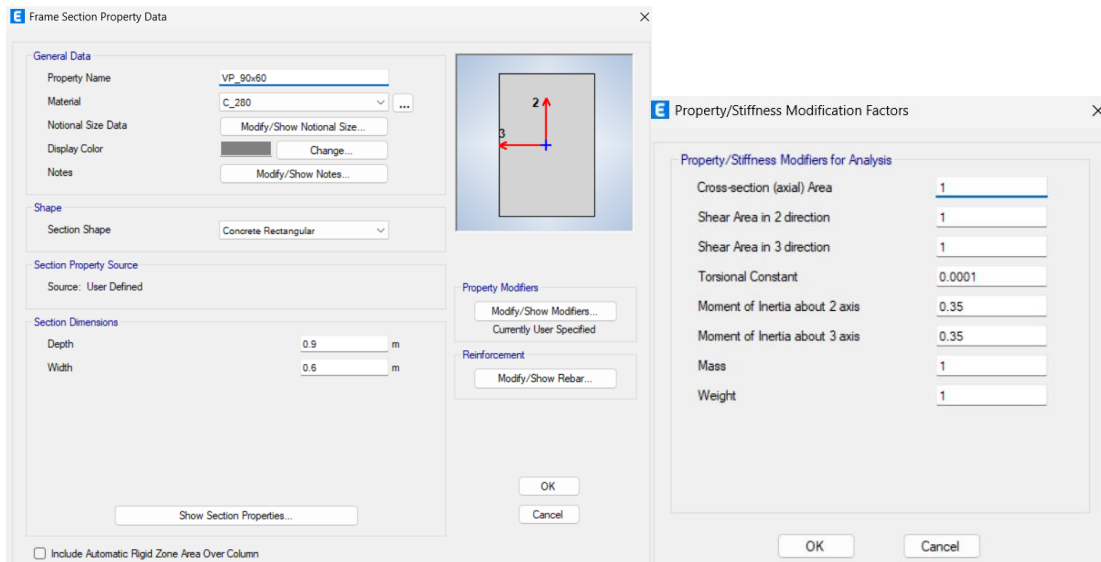 E Frame Section Property Data
General Data
Property Name VP_90x60
Material C_280 ...
Notional Size Data Modify/Show Notional Size...
Display Color Change...
Notes Modify/Show Notes...
Shape
Section Shape Concrete Rectangular
Section Property Source
Source: User Defined
Section Dimensions
Depth 0.9 m
Width 0.6 m
Show Section Properties...
Include Automatic Rigid Zone Area Over Column
2
3
Property Modifiers
Modify/Show Modifiers...
Currently User Specified
Reinforcement
Modify/Show Rebar...
OK
Cancel
E Property/Stiffness Modification Factors
Property/Stiffness Modifiers for Analysis
Cross-section (axial) Area 1
Shear Area in 2 direction 1
Shear Area in 3 direction 1
Torsional Constant 0.0001
Moment of Inertia about 2 axis 0.35
Moment of Inertia about 3 axis 0.35
Mass 1
Weight 1
OK Cancel